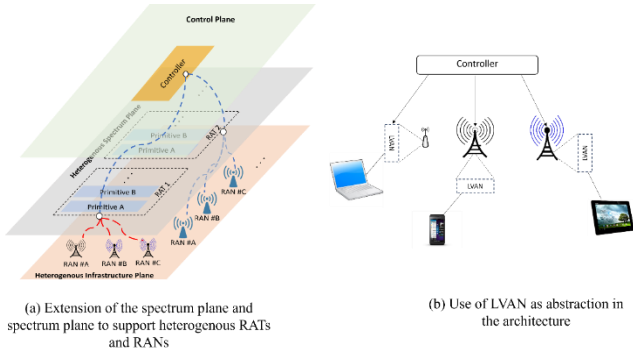 Control Plane
Controller
Heterogenous Spectrum Plane
Primitive B
Primitive A
RAT 2
Primitive B
Primitive A
RAT 1
RAN #C
RAN #B
RAN #A
RAN #A
RAN #B
RAN #C
Heterogenous Infrastructure Plane
(a) Extension of the spectrum plane and
spectrum plane to support heterogenous RATs
and RANs
Controller
LVAN
LVAN
LVAN
(b) Use of LVAN as abstraction in
the architecture